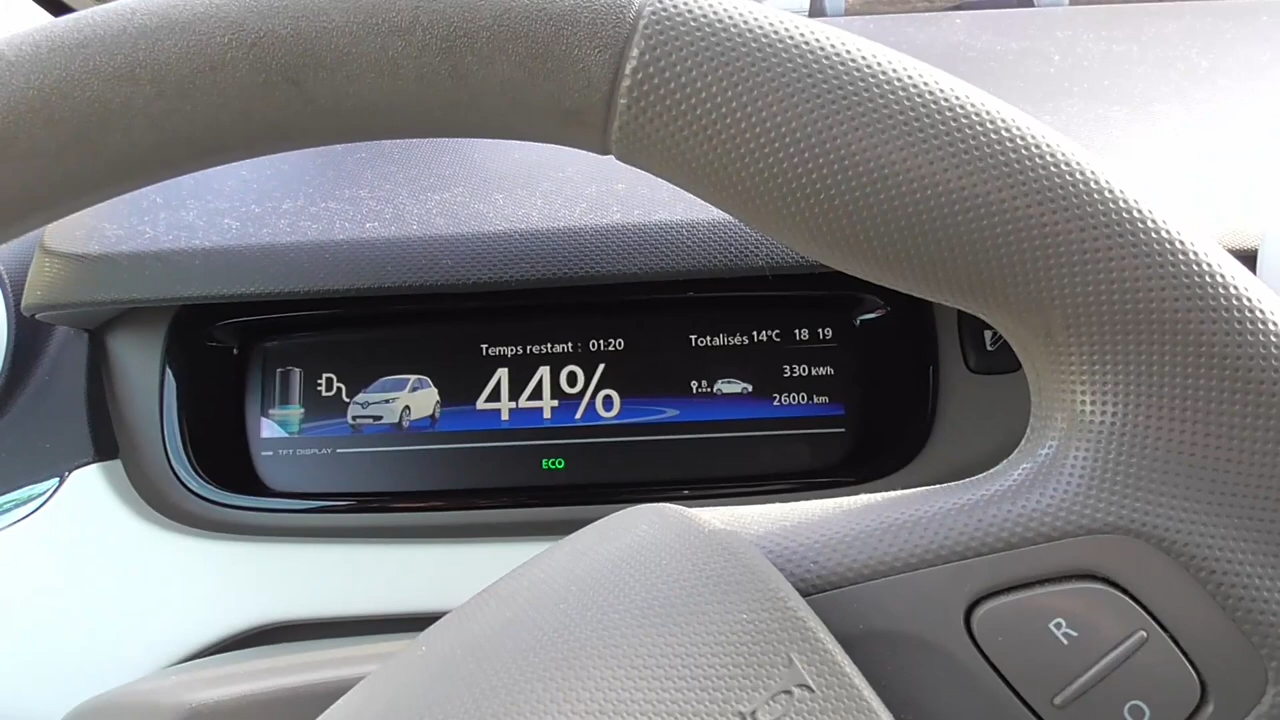 Temps restant : 01:20
44%
Totalisés 14°C 18 19
B
330 kWh
2600. km
TFT DISPLAY
ECO
R
O